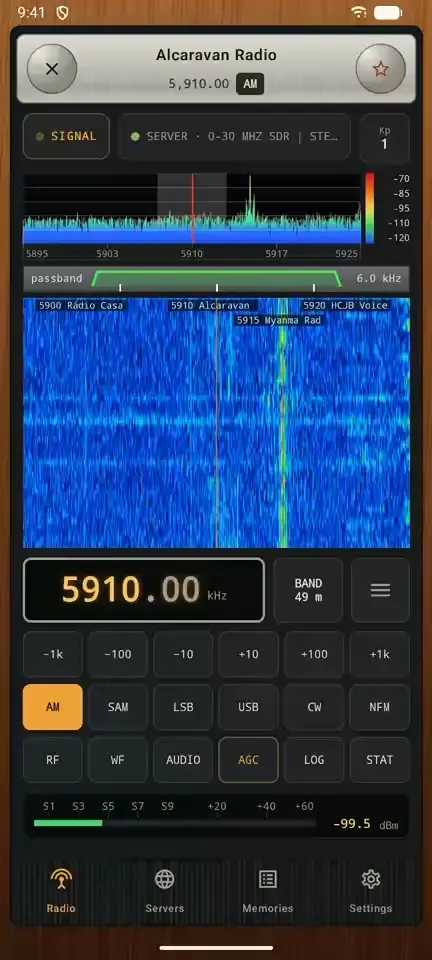 9:41
Alcaravan Radio
5,910.00 AM
SIGNAL
SERVER · 0-30 MHZ SDR | STE…
Kp
1
-70
-85
-95
-110
-120
5895 5903 5910 5917 5925
passband 6.0 kHz
5900 Rádio Casa 5910 Alcaravan 5920 HCJB Voice
5915 Myanma Rad
5910.00 kHz
BAND
49 m
-1k -100 -10 +10 +100 +1k
AM SAM LSB USB CW NFM
RF WF AUDIO AGC LOG STAT
S1 S3 S5 S7 S9 +20 +40 +60
-99.5 dBm
Radio Servers Memories Settings